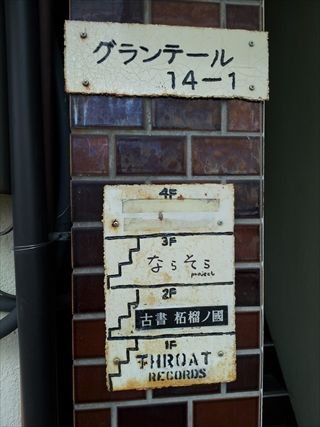 グランテール
14-1
4F
3F
ならそら
project
2F
古書 柘榴ノ國
1F
THROAT
RECORDS